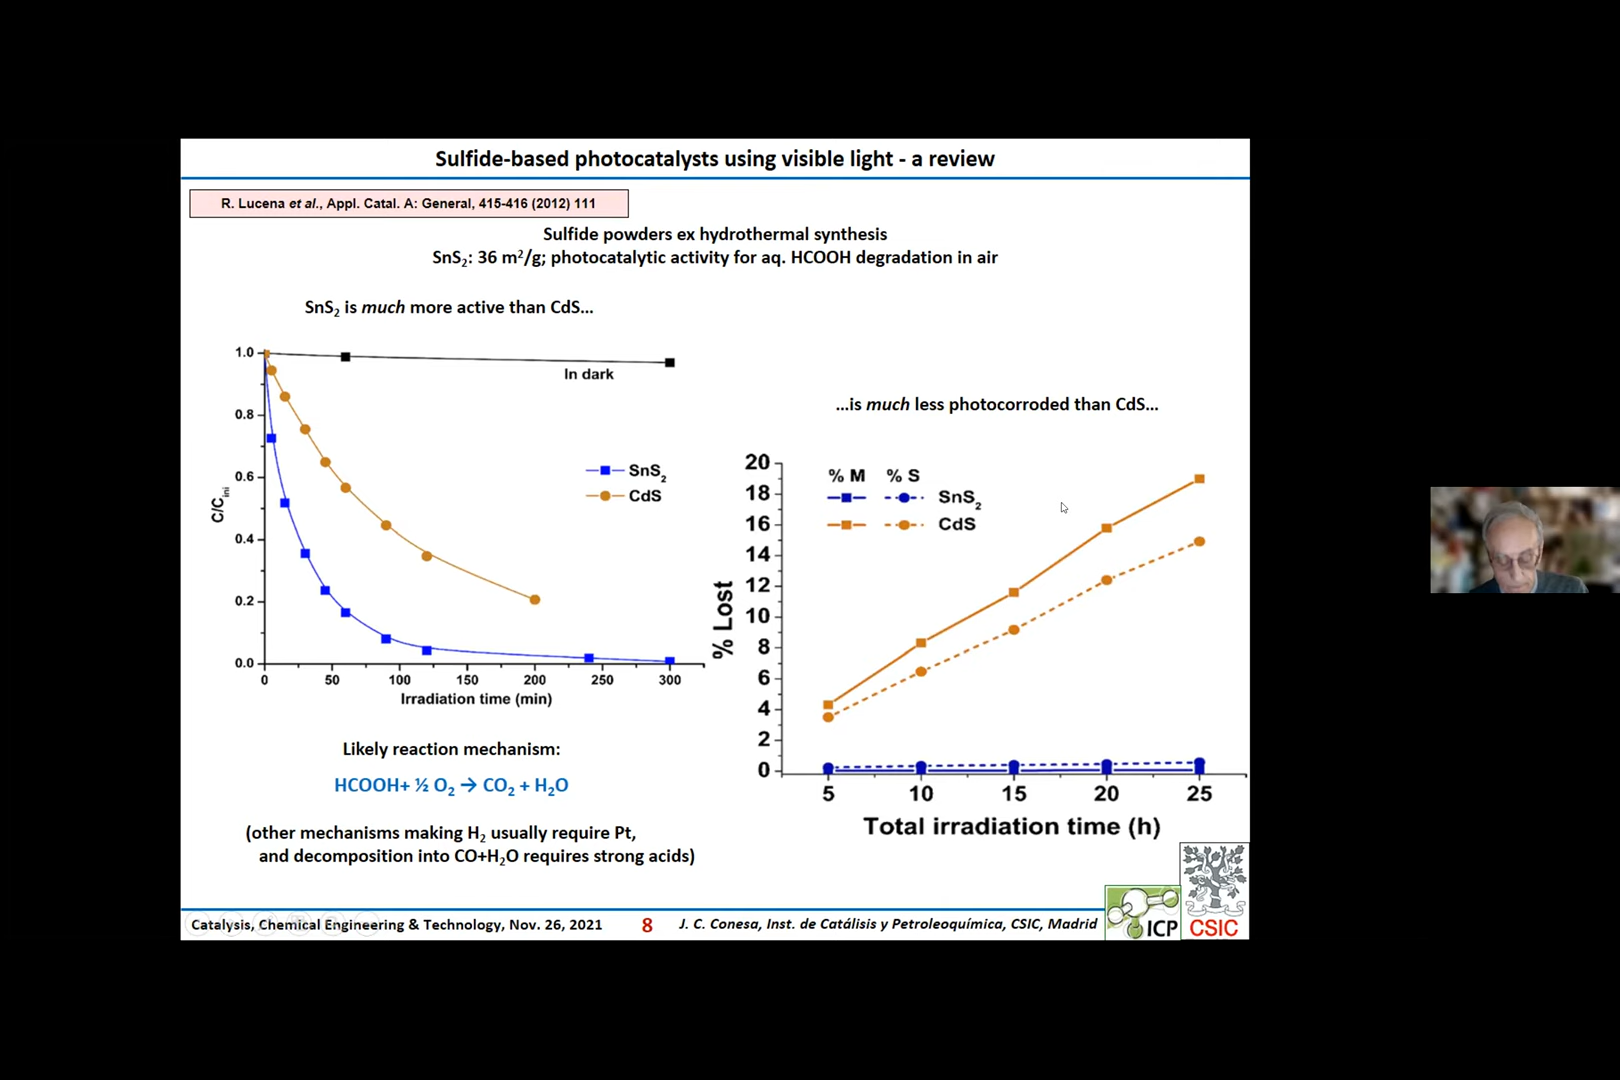 Sulfide-based photocatalysts using visible light - a review
R. Lucena et al., Appl. Catal. A: General, 415-416 (2012) 111
Sulfide powders ex hydrothermal synthesis
SnS₂: 36 m²/g; photocatalytic activity for aq. HCOOH degradation in air
SnS₂ is much more active than CdS...
1.0
0.8
0.6
0.4
0.2
0.0
C/Cᵢₙᵢ
In dark
SnS₂
CdS
0 50 100 150 200 250 300
Irradiation time (min)
...is much less photocorroded than CdS...
20
18
16
14
12
10
8
6
4
2
0
% Lost
% M % S
SnS₂
CdS
5 10 15 20 25
Total irradiation time (h)
Likely reaction mechanism:
HCOOH+ ½ O₂ → CO₂ + H₂O
(other mechanisms making H₂ usually require Pt,
and decomposition into CO+H₂O requires strong acids)
Catalysis, Chemical Engineering & Technology, Nov. 26, 2021
8
J. C. Conesa, Inst. de Catálisis y Petroleoquímica, CSIC, Madrid
ICP
CSIC